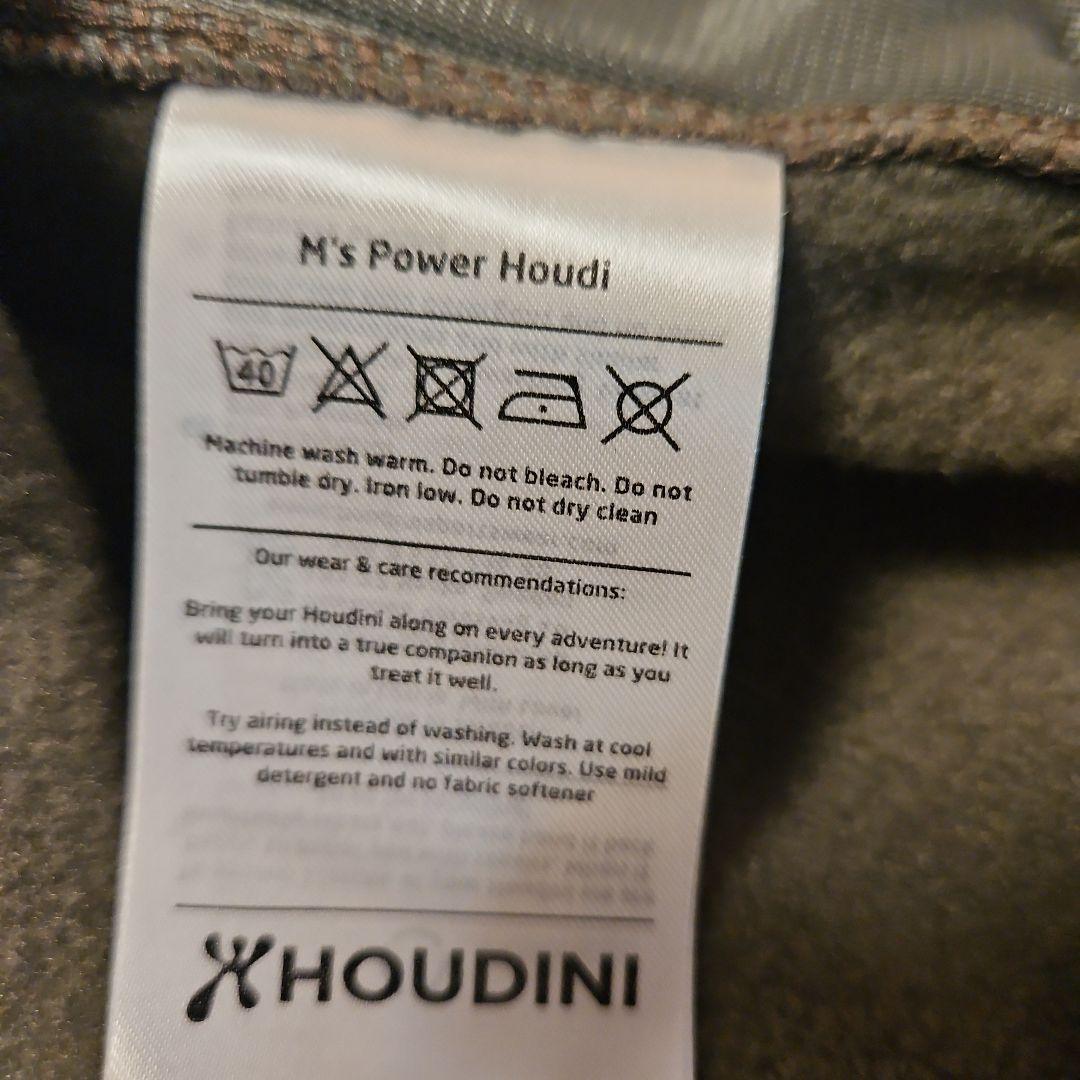 M's Power Houdi
40
Machine wash warm. Do not bleach. Do not
tumble dry. Iron low. Do not dry clean
Our wear & care recommendations:
Bring your Houdini along on every adventure! It
will turn into a true companion as long as you
treat it well.
Try airing instead of washing. Wash at cool
temperatures and with similar colors. Use mild
detergent and no fabric softener
HOUDINI